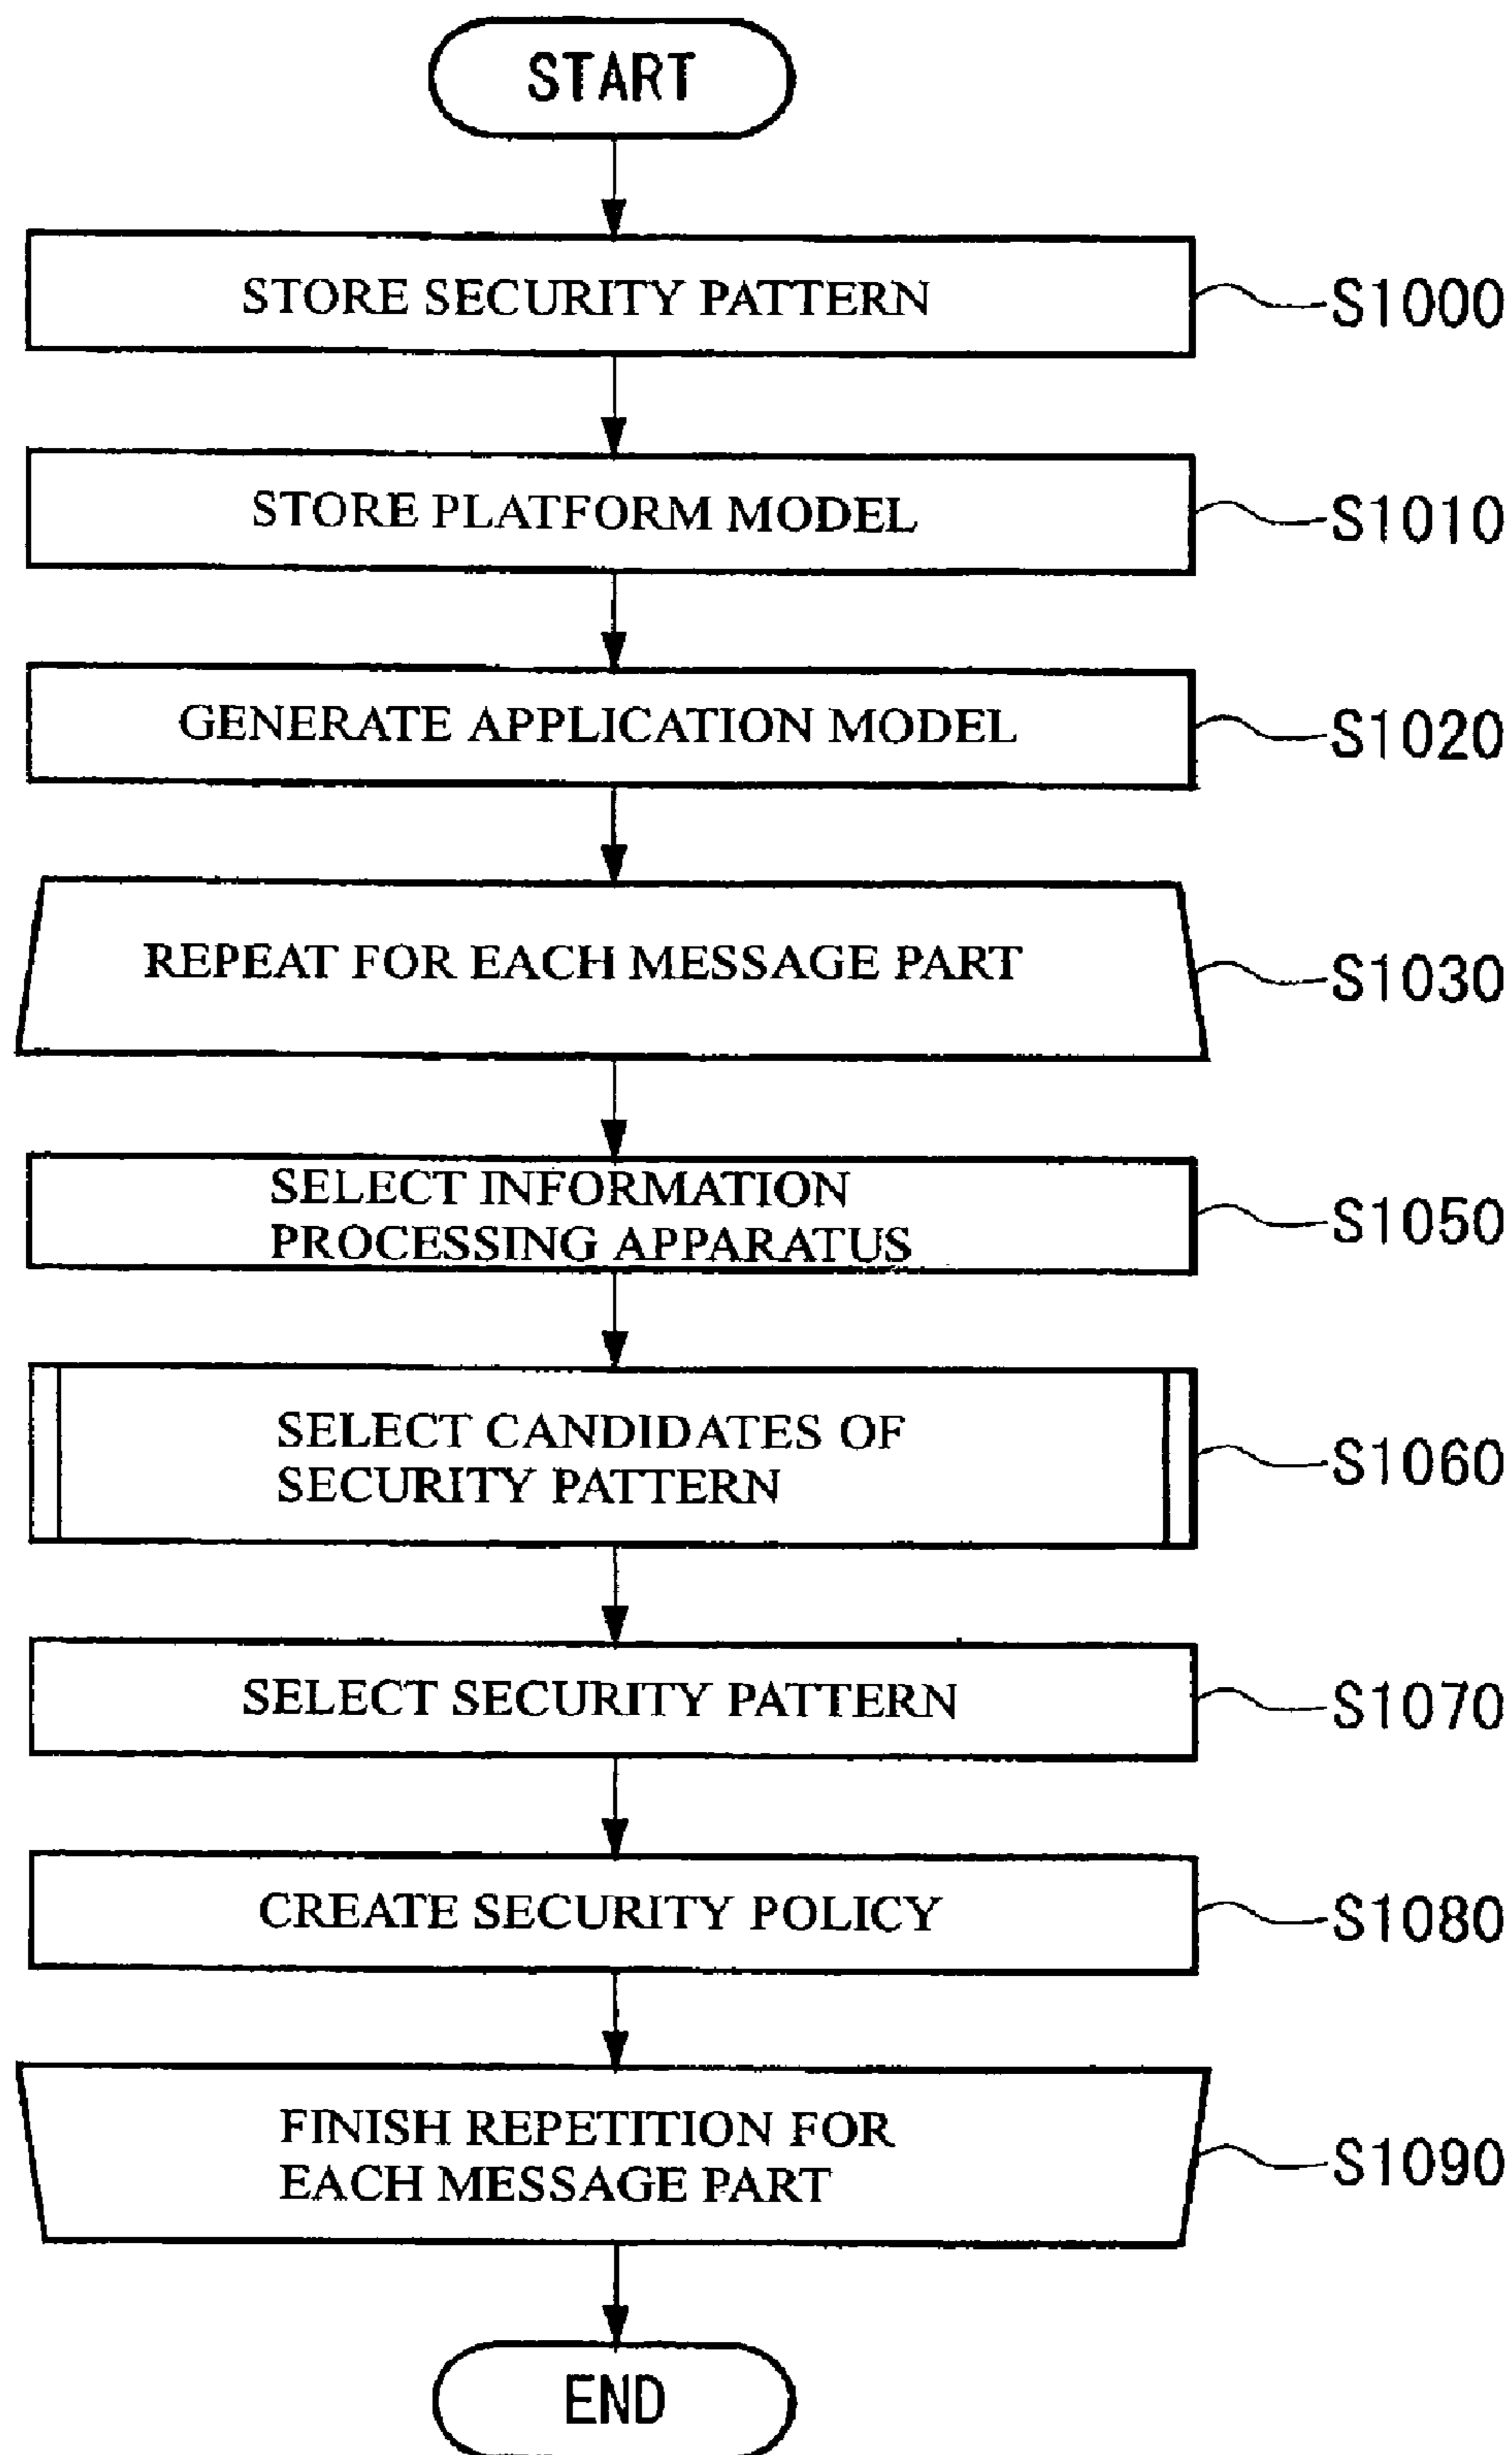 START
STORE SECURITY PATTERN
S1000
STORE PLATFORM MODEL
S1010
GENERATE APPLICATION MODEL
S1020
REPEAT FOR EACH MESSAGE PART
S1030
SELECT INFORMATION
PROCESSING APPARATUS
S1050
SELECT CANDIDATES OF
SECURITY PATTERN
S1060
SELECT SECURITY PATTERN
S1070
CREATE SECURITY POLICY
S1080
FINISH REPETITION FOR
EACH MESSAGE PART
S1090
END